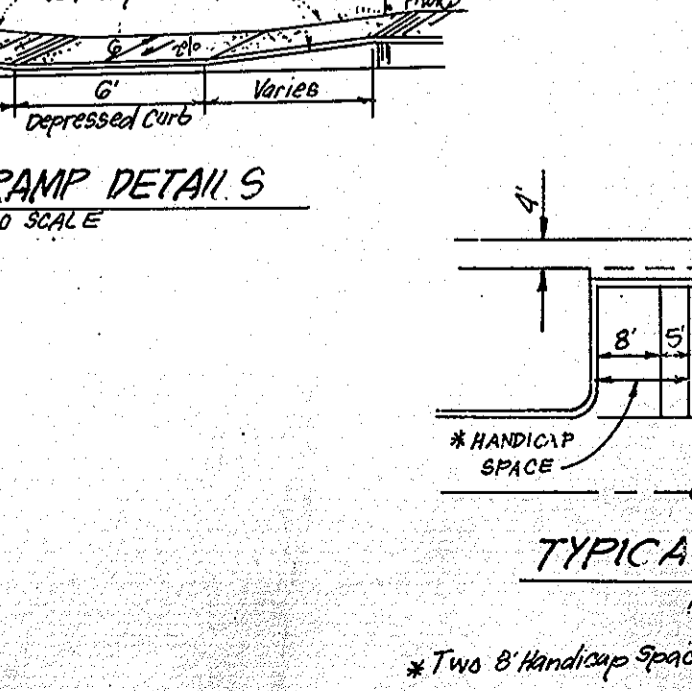 6'
Varies
Depressed Curb
RAMP DETAILS
O SCALE
4'
8'
5'
* HANDICAP
SPACE
TYPICA
* Two 8' Handicap Spac